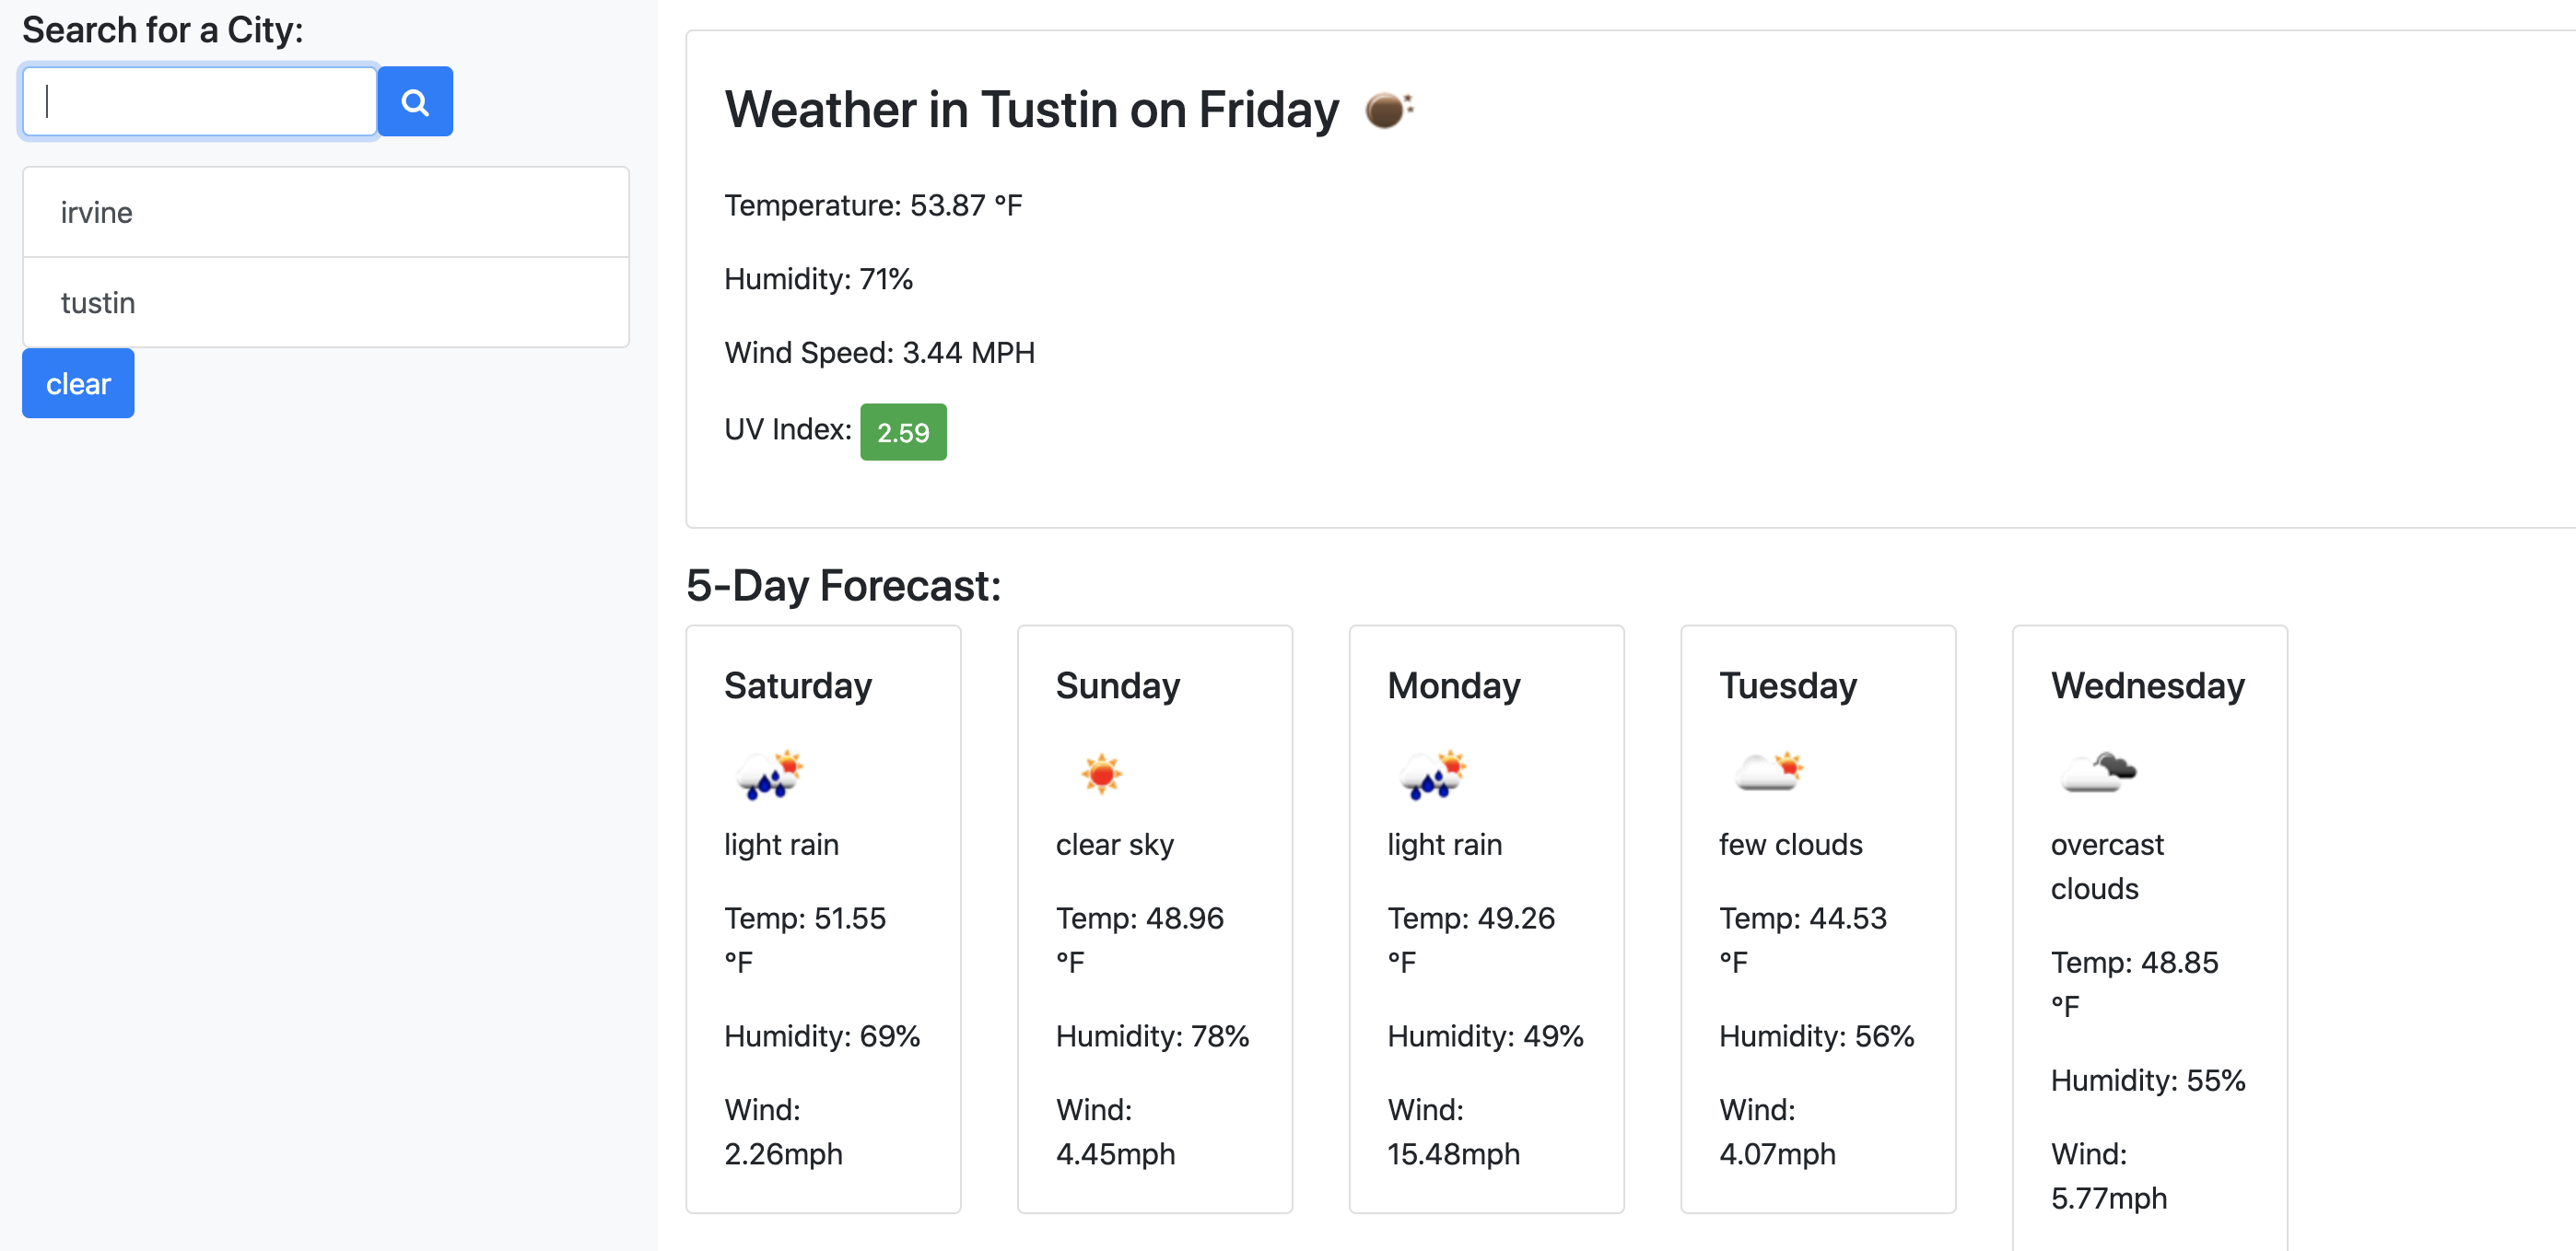 Search for a City:
irvine
tustin
clear
Weather in Tustin on Friday
Temperature: 53.87 °F
Humidity: 71%
Wind Speed: 3.44 MPH
UV Index: 2.59
5-Day Forecast:
Saturday
light rain
Temp: 51.55
°F
Humidity: 69%
Wind:
2.26mph
Sunday
clear sky
Temp: 48.96
°F
Humidity: 78%
Wind:
4.45mph
Monday
light rain
Temp: 49.26
°F
Humidity: 49%
Wind:
15.48mph
Tuesday
few clouds
Temp: 44.53
°F
Humidity: 56%
Wind:
4.07mph
Wednesday
overcast
clouds
Temp: 48.85
°F
Humidity: 55%
Wind:
5.77mph